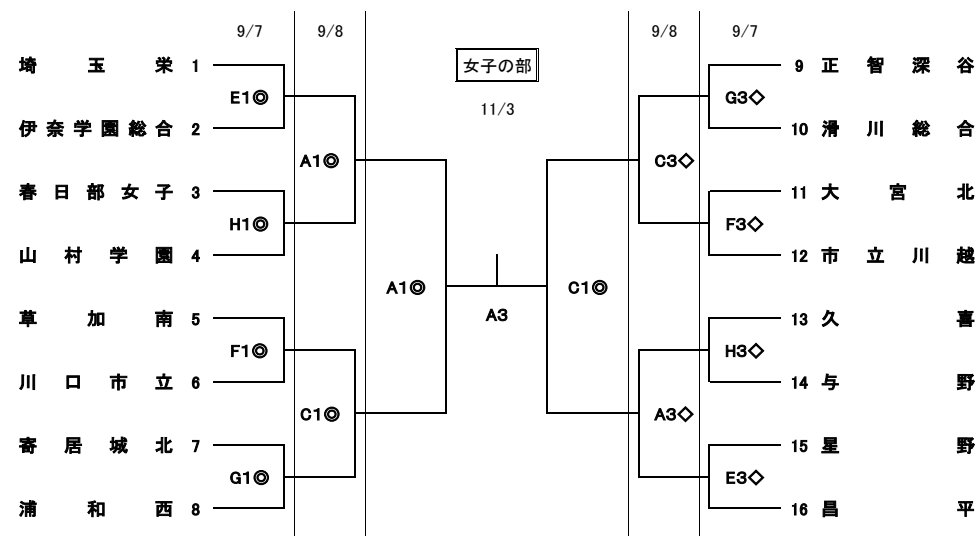 9/7 9/8 9/8 9/7
女子の部
11/3
埼玉栄 1
E1◎
伊奈学園総合 2
A1◎
春日部女子 3
H1◎
山村学園 4
A1◎
草加南 5
F1◎
川口市立 6
C1◎
寄居城北 7
G1◎
浦和西 8
A3
9 正智深谷
G3◇
10 滑川総合
C3◇
11 大宮北
F3◇
12 市立川越
C1◎
13 久喜
H3◇
14 与野
A3◇
15 星野
E3◇
16 昌平